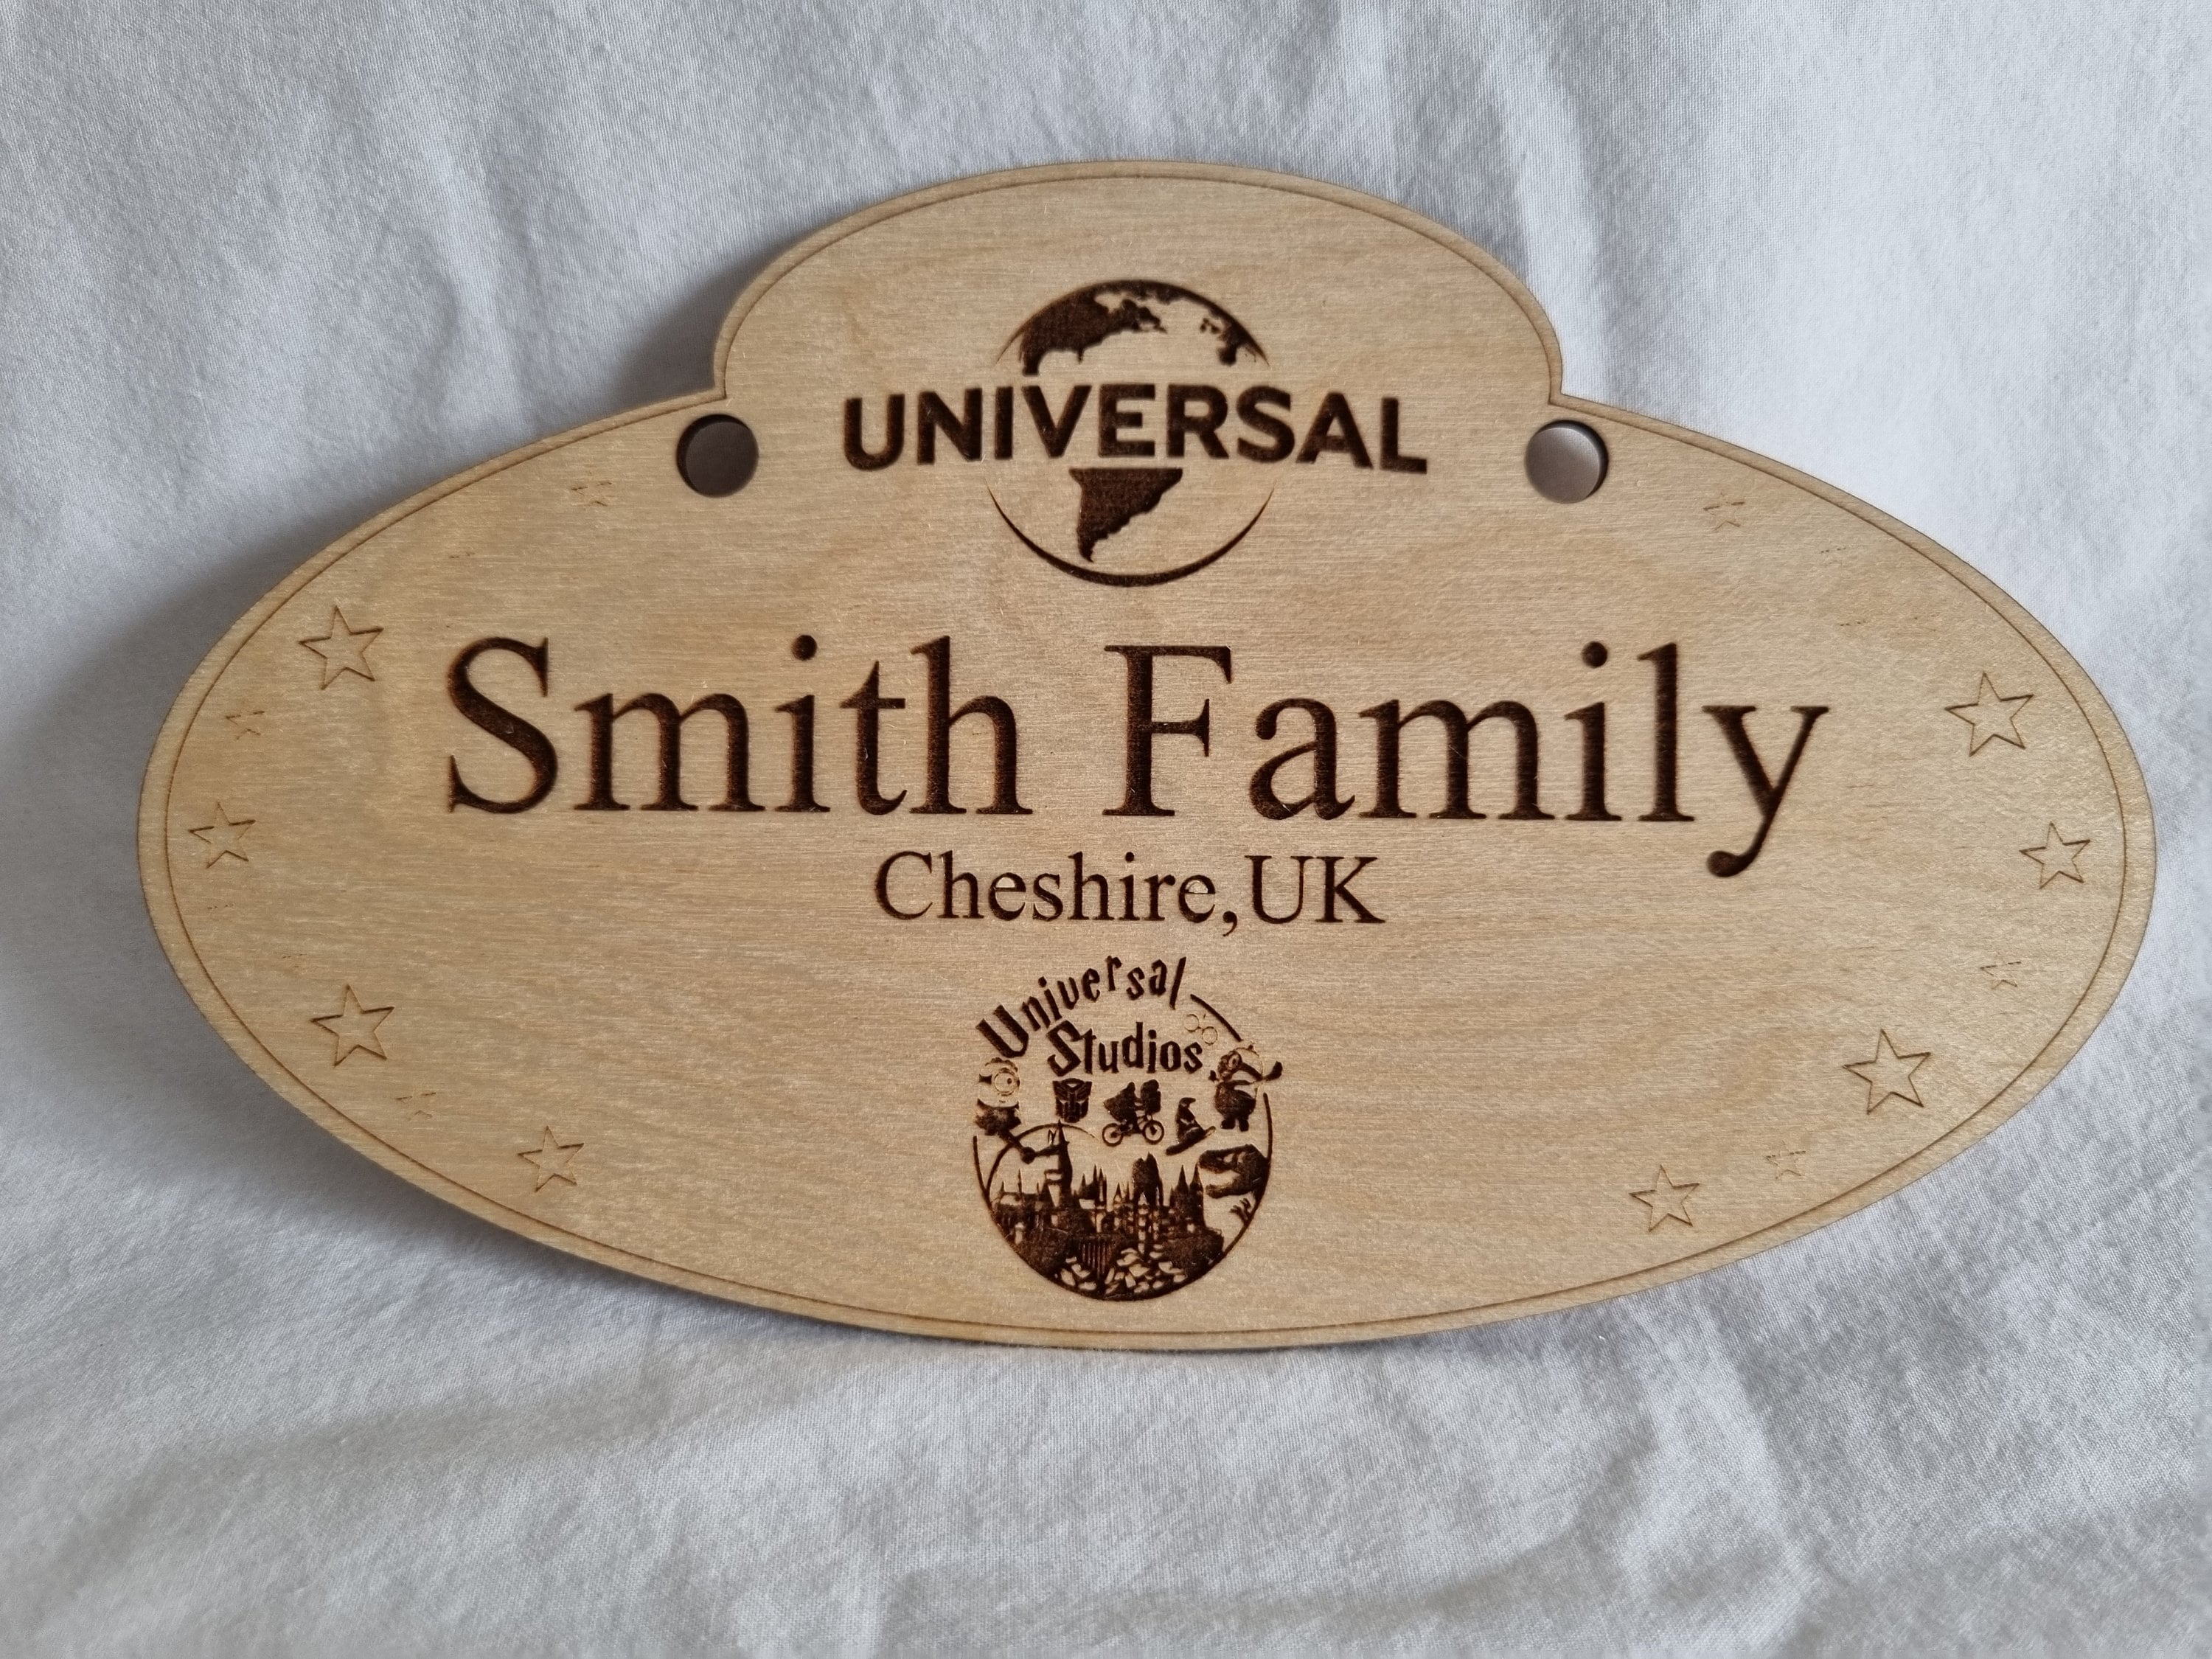 UNIVERSAL
Smith Family
Cheshire,UK
Universal
Studios